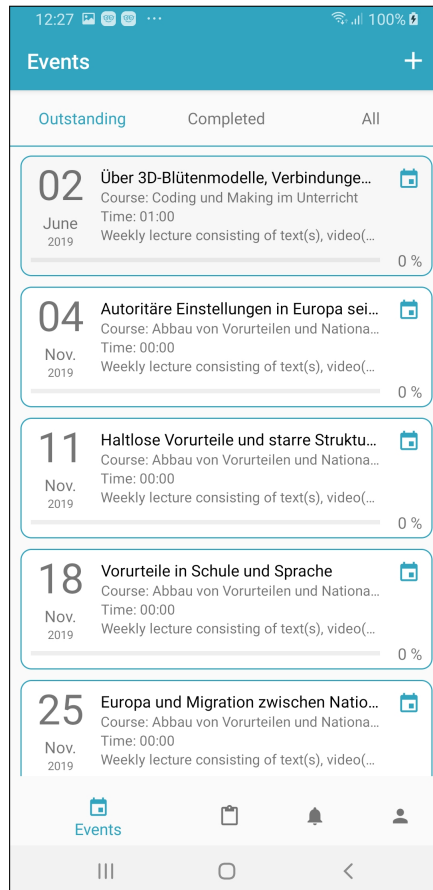 12:27
100%
Events
+
Outstanding Completed All
02 June 2019
Über 3D-Blütenmodelle, Verbindunge...
Course: Coding und Making im Unterricht
Time: 01:00
Weekly lecture consisting of text(s), video(...
0 %
04 Nov. 2019
Autoritäre Einstellungen in Europa sei...
Course: Abbau von Vorurteilen und Nationa...
Time: 00:00
Weekly lecture consisting of text(s), video(...
0 %
11 Nov. 2019
Haltlose Vorurteile und starre Struktu...
Course: Abbau von Vorurteilen und Nationa...
Time: 00:00
Weekly lecture consisting of text(s), video(...
0 %
18 Nov. 2019
Vorurteile in Schule und Sprache
Course: Abbau von Vorurteilen und Nationa...
Time: 00:00
Weekly lecture consisting of text(s), video(...
0 %
25 Nov. 2019
Europa und Migration zwischen Natio...
Course: Abbau von Vorurteilen und Nationa...
Time: 00:00
Weekly lecture consisting of text(s), video(...
Events